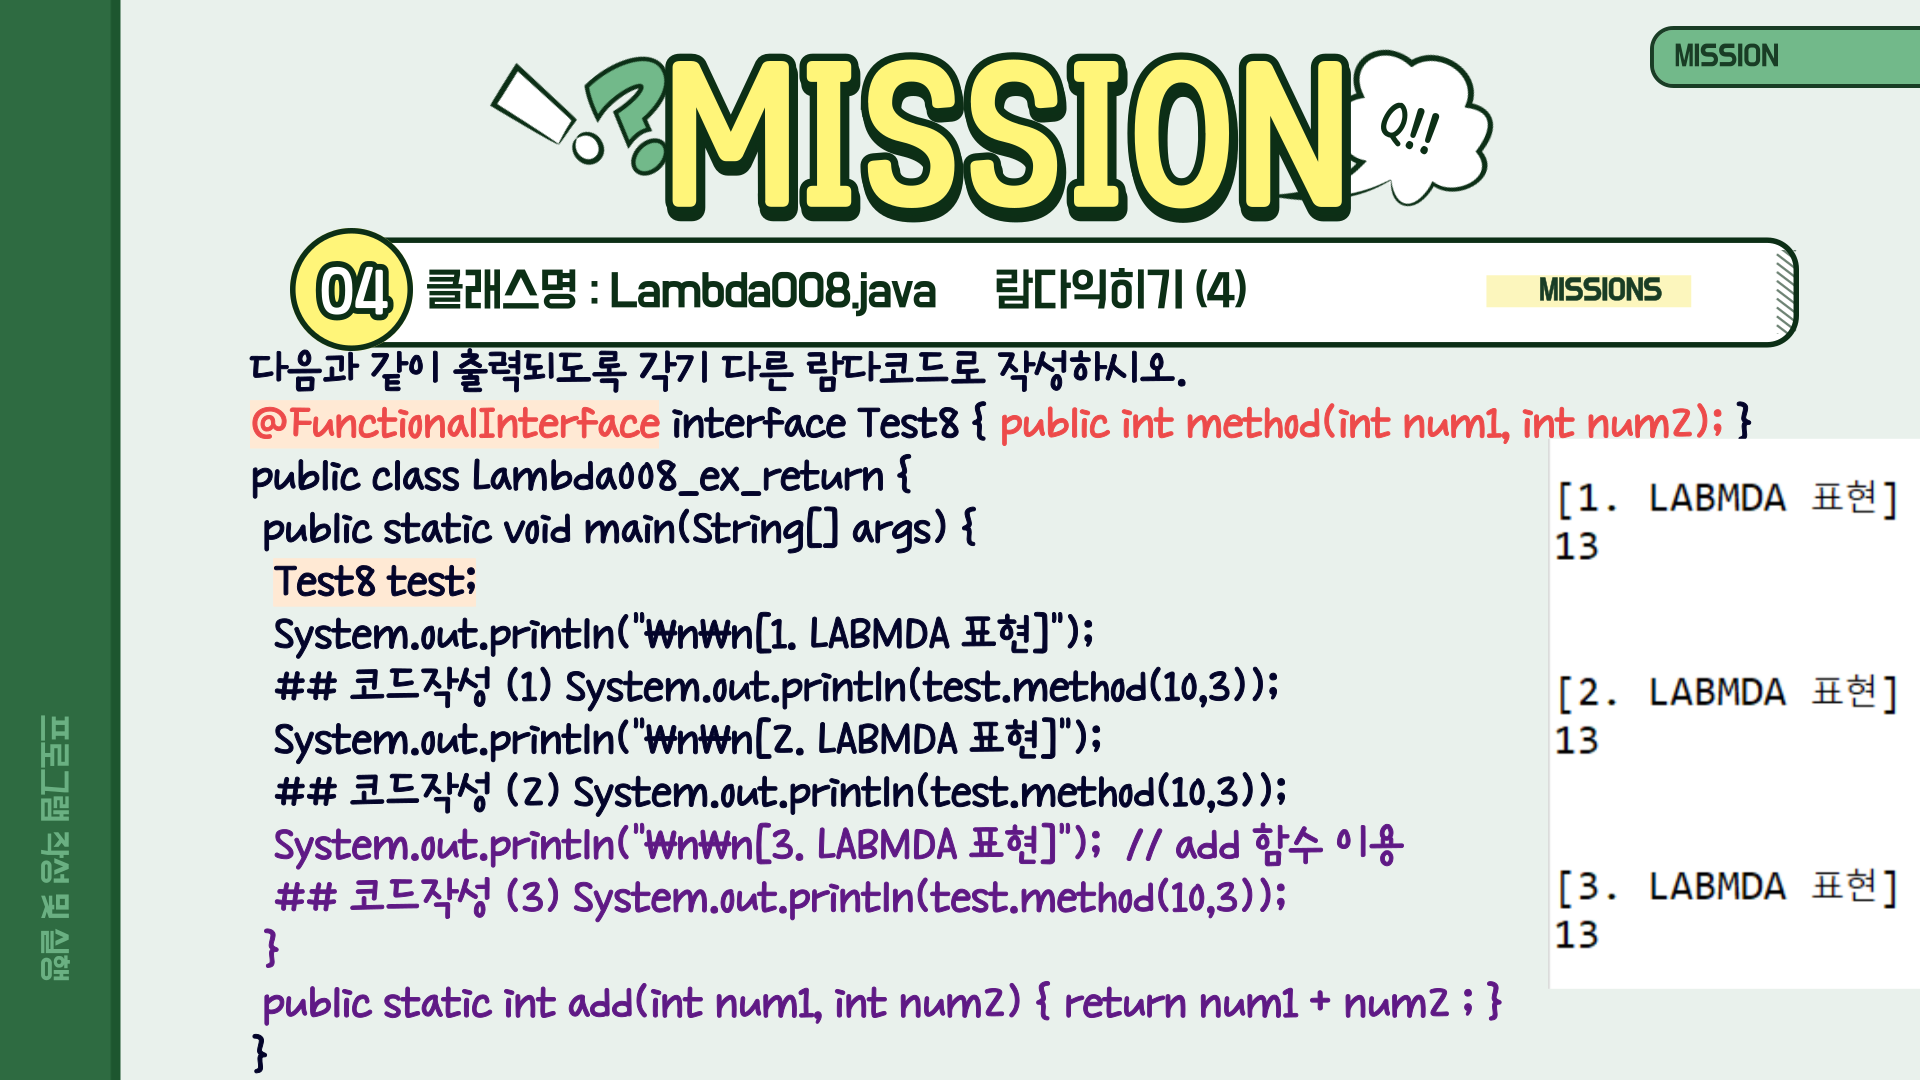 MISSION
!?MISSION
Q!!
04 클래스명 : Lambda008.java 람다익히기 (4) MISSIONS
다음과 같이 출력되도록 각기 다른 람다코드로 작성하시오.
@FunctionalInterface interface Test8 { public int method(int num1, int num2); }
public class Lambda008_ex_return {
public static void main(String[] args) {
Test8 test;
System.out.println("₩n₩n[1. LABMDA 표현]");
## 코드작성 (1) System.out.println(test.method(10,3));
System.out.println("₩n₩n[2. LABMDA 표현]");
## 코드작성 (2) System.out.println(test.method(10,3));
System.out.println("₩n₩n[3. LABMDA 표현]"); // add 함수 이용
## 코드작성 (3) System.out.println(test.method(10,3));
}
public static int add(int num1, int num2) { return num1 + num2 ; }
}
[1. LABMDA 표현]
13
[2. LABMDA 표현]
13
[3. LABMDA 표현]
13
프로그램 작성 및 실행